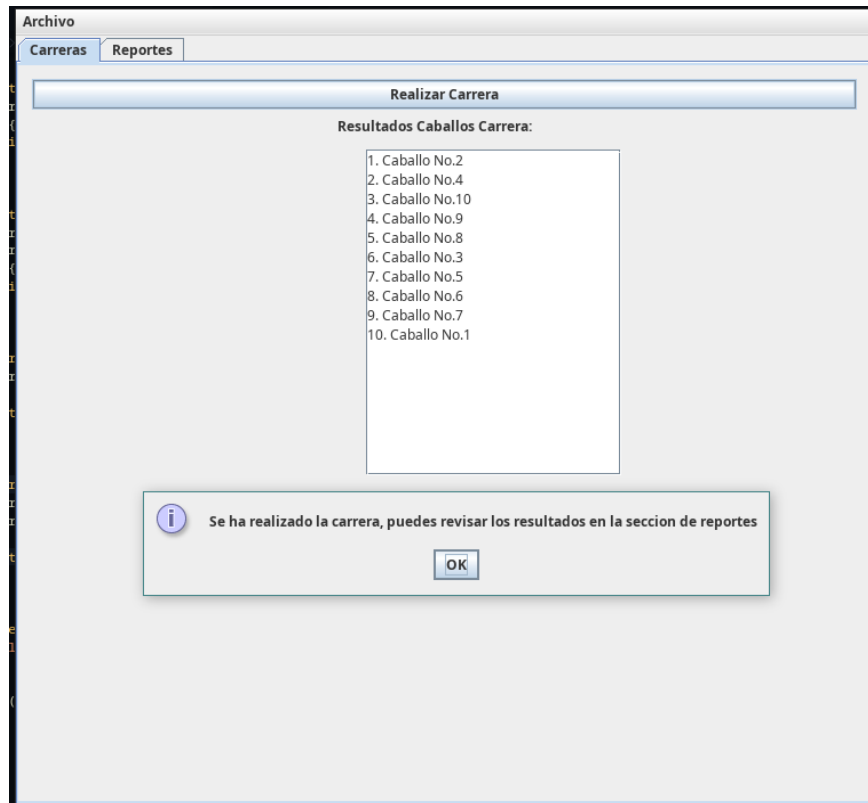 Archivo
Carreras Reportes
Realizar Carrera
Resultados Caballos Carrera:
1. Caballo No.2
2. Caballo No.4
3. Caballo No.10
4. Caballo No.9
5. Caballo No.8
6. Caballo No.3
7. Caballo No.5
8. Caballo No.6
9. Caballo No.7
10. Caballo No.1
Se ha realizado la carrera, puedes revisar los resultados en la seccion de reportes
OK